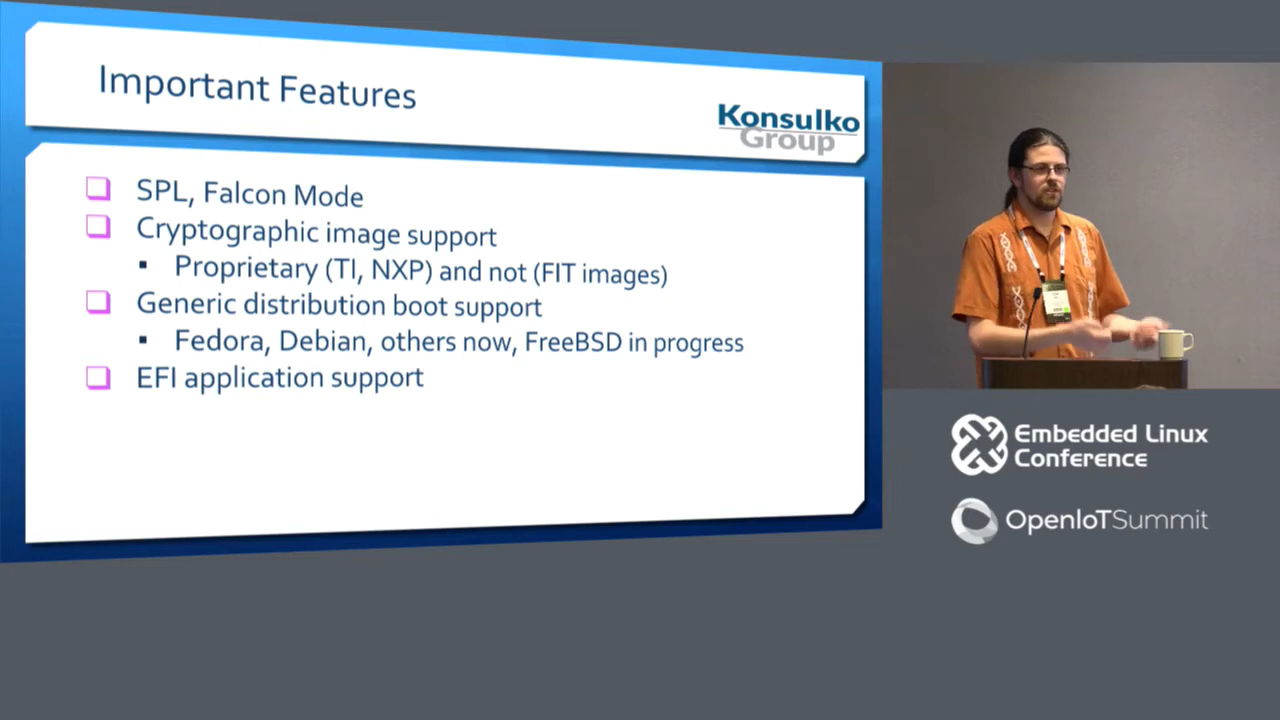 Important Features
Konsulko
Group
SPL, Falcon Mode
Cryptographic image support
Proprietary (TI, NXP) and not (FIT images)
Generic distribution boot support
Fedora, Debian, others now, FreeBSD in progress
EFI application support
Embedded Linux
Conference
OpenIoTSummit